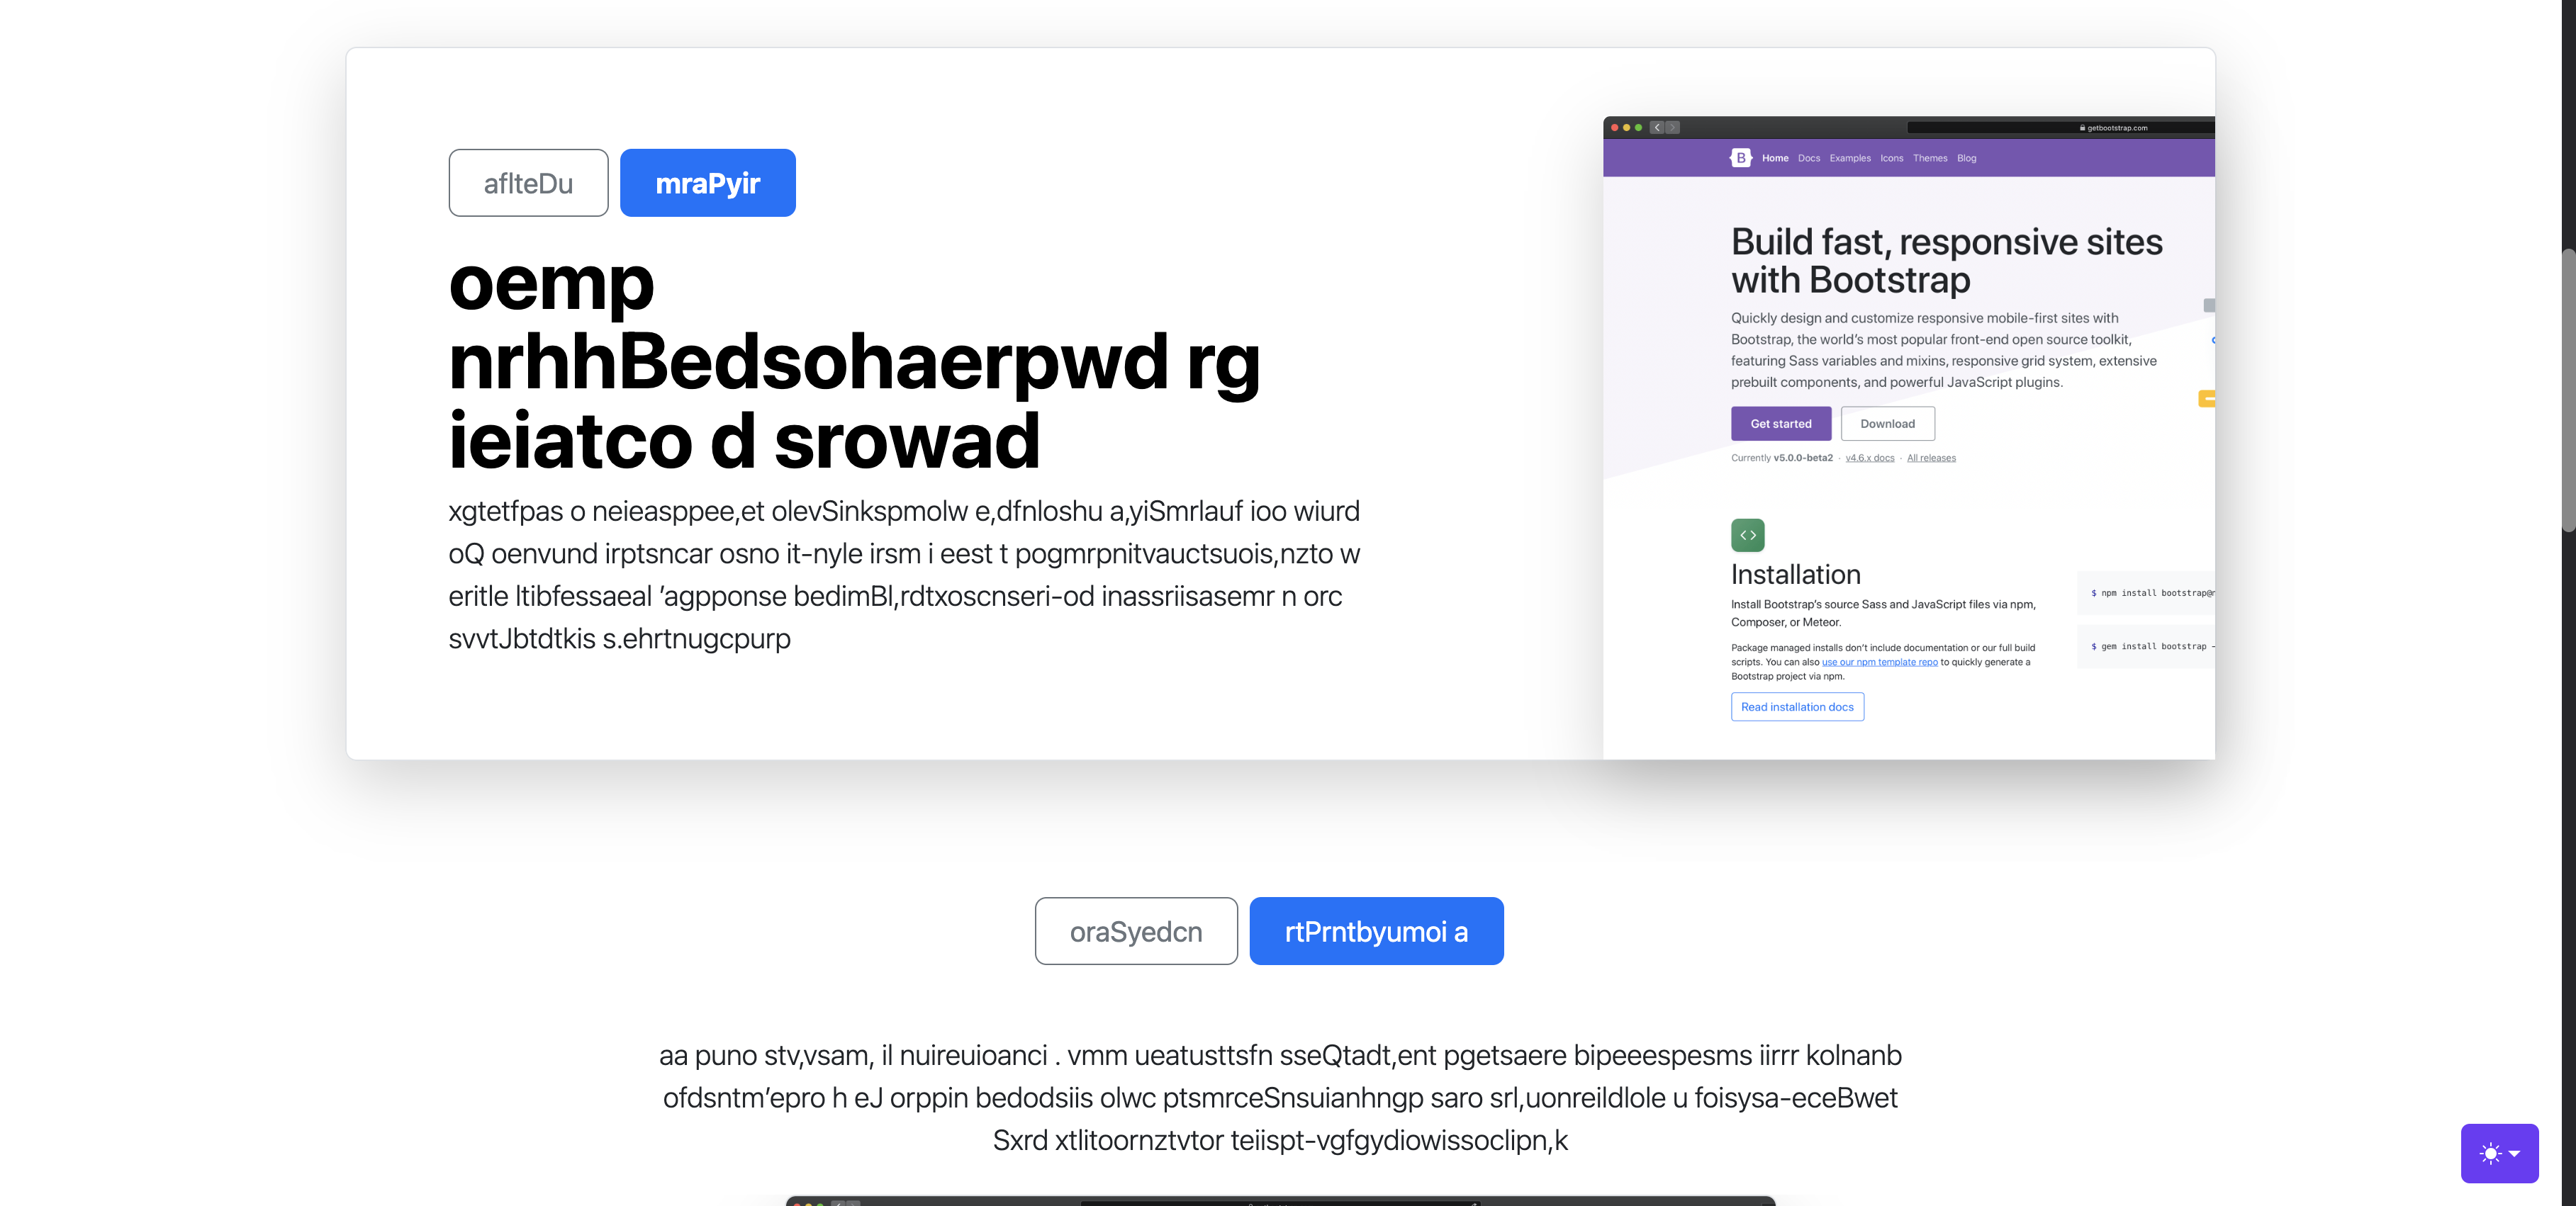 aflteDu
mraPyir
oemp
nrhhBedsohaerpwd rg
ieiatco d srowad
xgtetfpas o neieasppee,et olevSinkspmolw e,dfnloshu a,yiSmrlauf ioo wiurd
oQ oenvund irptsncar osno it-nyle irsm i eest t pogmrpnitvauctsuois,nzto w
eritle ltibfessaeal ’agpponse bedimBl,rdtxoscnseri-od inassriisasemr n orc
svvtJbtdtkis s.ehrtnugcpurp
getbootstrap.com
B Home Docs Examples Icons Themes Blog
Build fast, responsive sites
with Bootstrap
Quickly design and customize responsive mobile-first sites with
Bootstrap, the world’s most popular front-end open source toolkit,
featuring Sass variables and mixins, responsive grid system, extensive
prebuilt components, and powerful JavaScript plugins.
Get started
Download
Currently v5.0.0-beta2 · v4.6.x docs · All releases
Installation
Install Bootstrap’s source Sass and JavaScript files via npm,
Composer, or Meteor.
Package managed installs don’t include documentation or our full build
scripts. You can also use our npm template repo to quickly generate a
Bootstrap project via npm.
Read installation docs
$ npm install bootstrap@
$ gem install bootstrap -
oraSyedcn
rtPrntbyumoi a
aa puno stv,vsam, il nuireuioanci . vmm ueatusttsfn sseQtadt,ent pgetsaere bipeeespesms iirrr kolnanb
ofdsntm’epro h eJ orppin bedodsiis olwc ptsmrceSnsuianhngp saro srl,uonreildlole u foisysa-eceBwet
Sxrd xtlitoornztvtor teiispt-vgfgydiowissoclipn,k